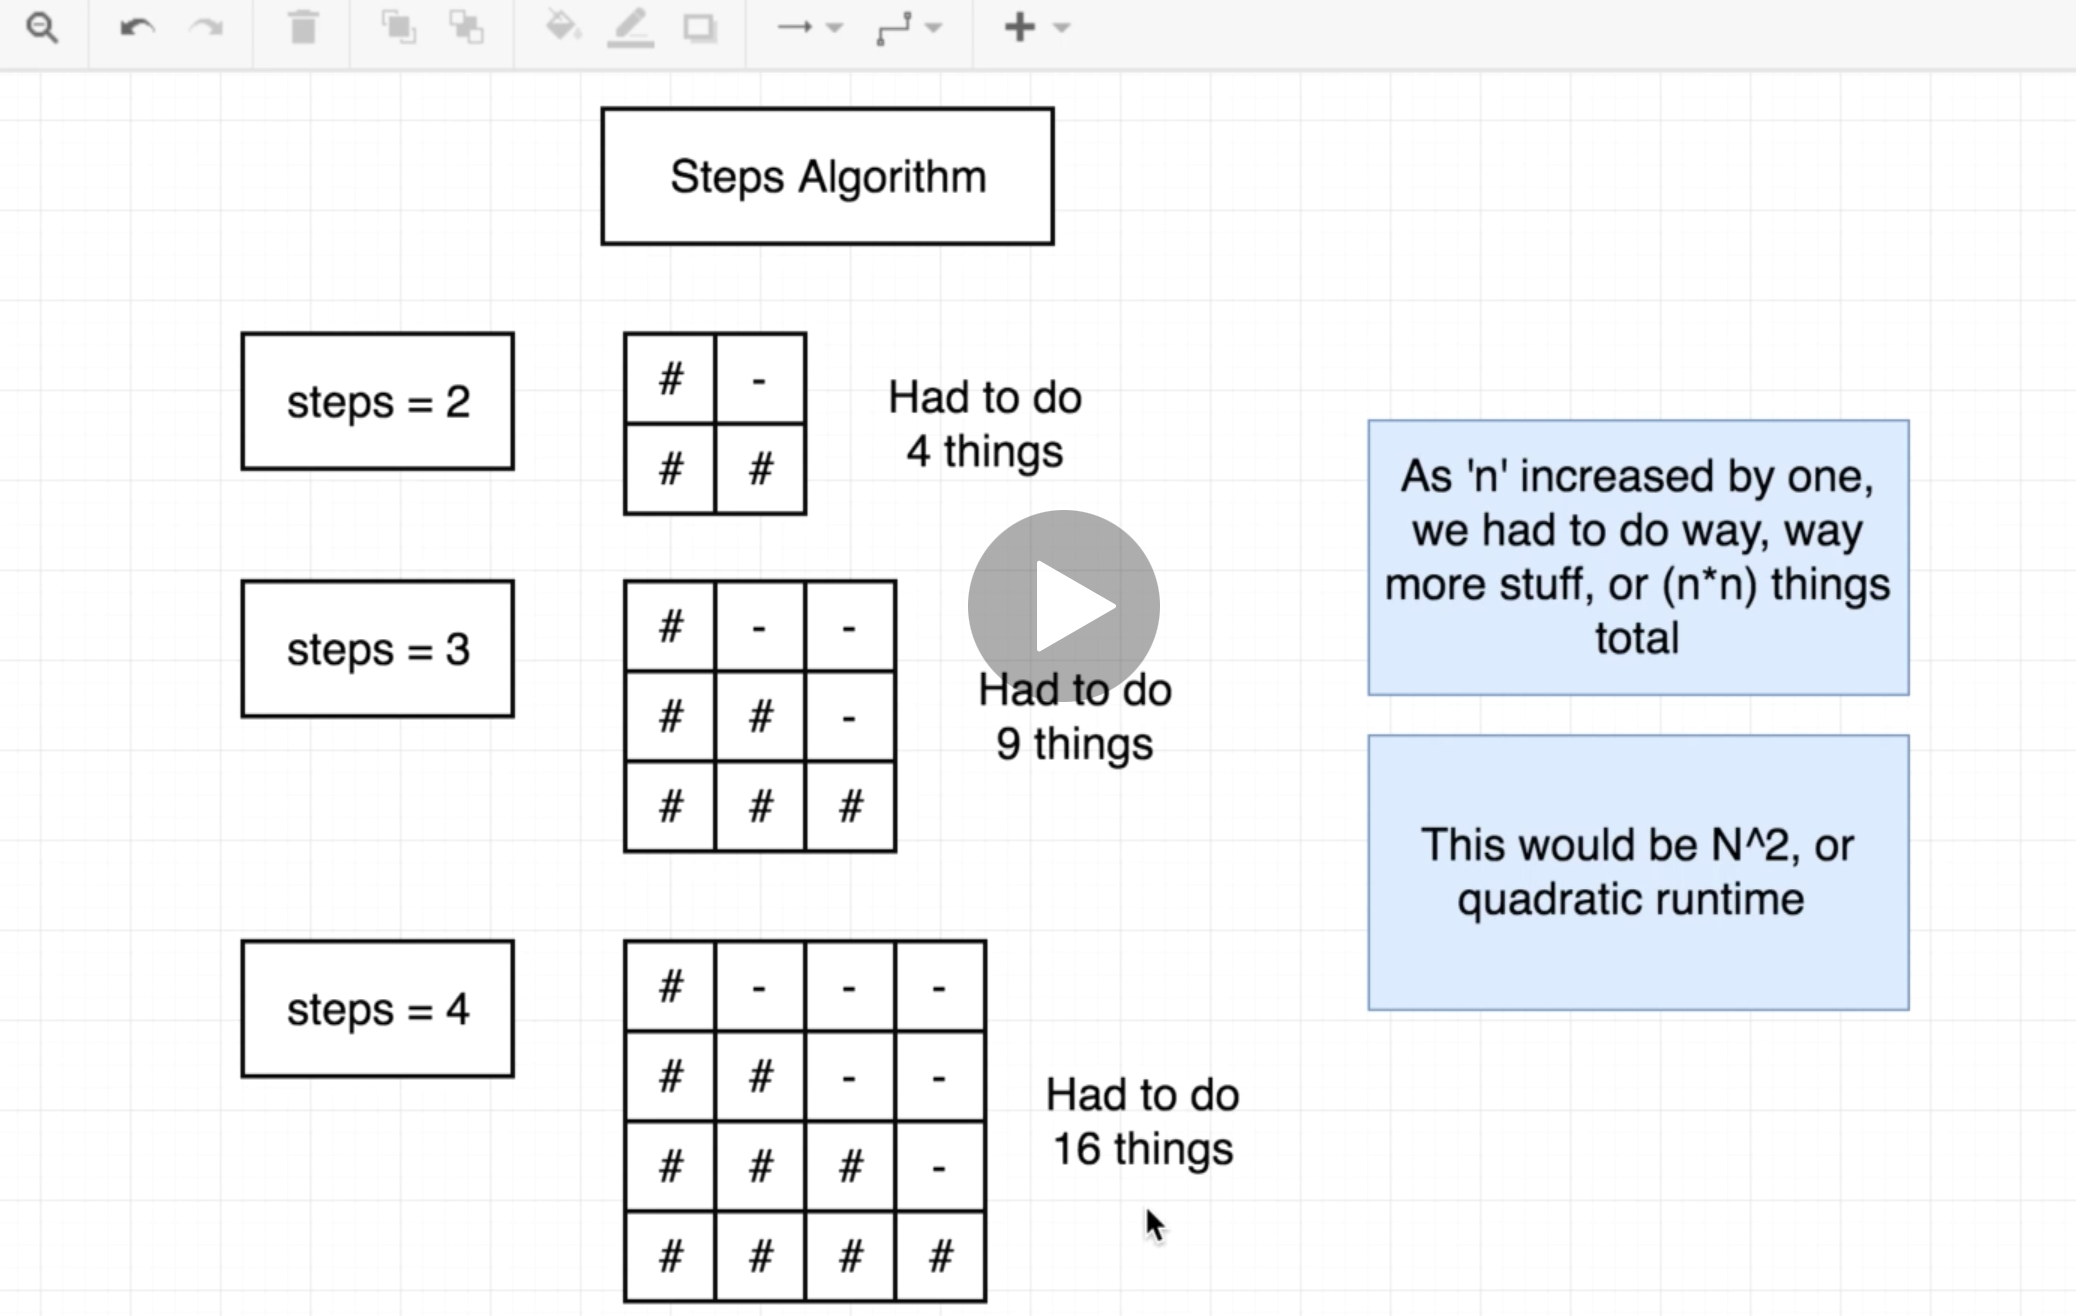 Steps Algorithm
steps = 2
# -
# #
Had to do
4 things
steps = 3
# - -
# # -
# # #
Had to do
9 things
steps = 4
# - - -
# # - -
# # # -
# # # #
Had to do
16 things
As 'n' increased by one,
we had to do way, way
more stuff, or (n*n) things
total
This would be N^2, or
quadratic runtime